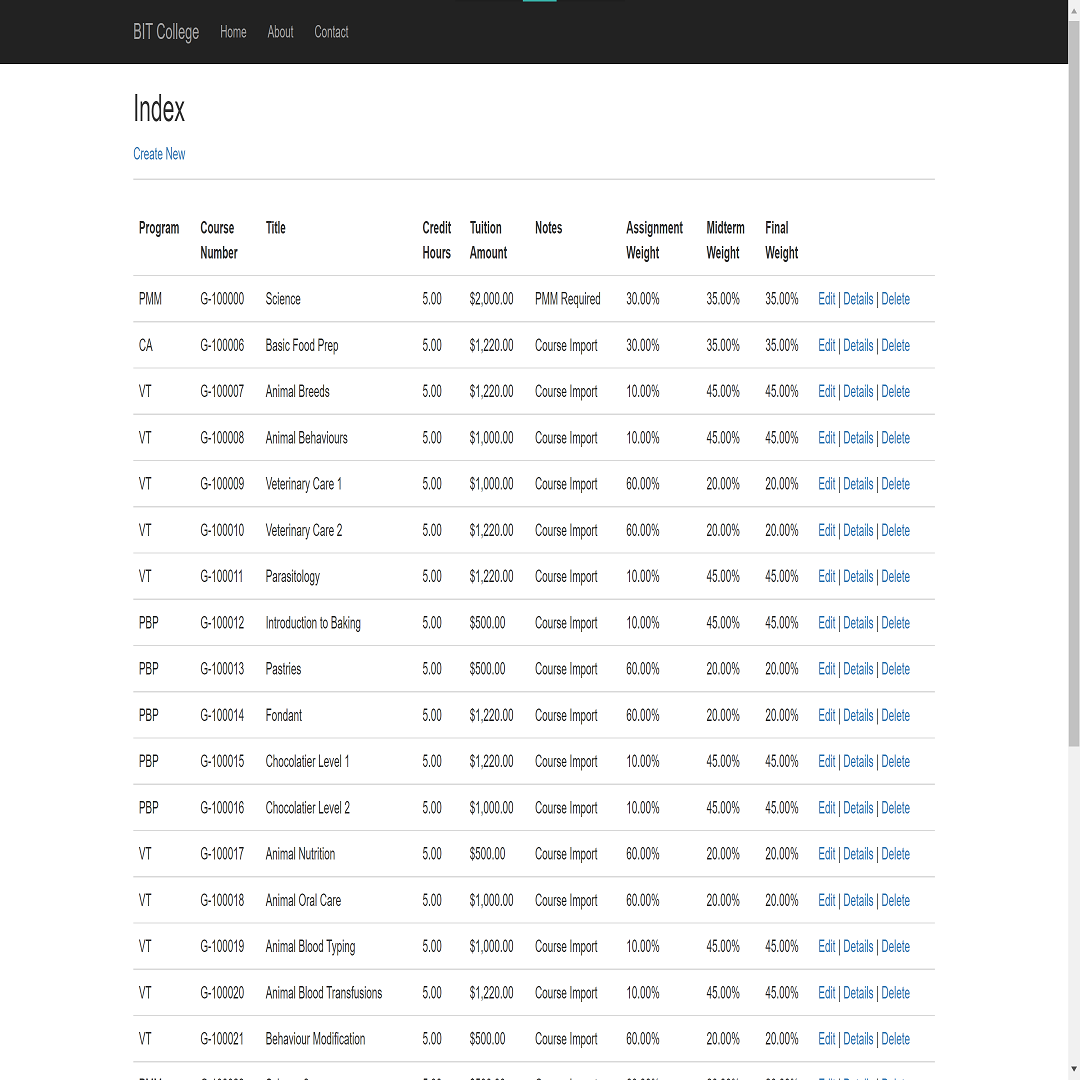 BIT College Home About Contact
Index
Create New
Program Course Number Title Credit Hours Tuition Amount Notes Assignment Weight Midterm Weight Final Weight
PMM G-100000 Science 5.00 $2,000.00 PMM Required 30.00% 35.00% 35.00% Edit | Details | Delete
CA G-100006 Basic Food Prep 5.00 $1,220.00 Course Import 30.00% 35.00% 35.00% Edit | Details | Delete
VT G-100007 Animal Breeds 5.00 $1,220.00 Course Import 10.00% 45.00% 45.00% Edit | Details | Delete
VT G-100008 Animal Behaviours 5.00 $1,000.00 Course Import 10.00% 45.00% 45.00% Edit | Details | Delete
VT G-100009 Veterinary Care 1 5.00 $1,000.00 Course Import 60.00% 20.00% 20.00% Edit | Details | Delete
VT G-100010 Veterinary Care 2 5.00 $1,220.00 Course Import 60.00% 20.00% 20.00% Edit | Details | Delete
VT G-100011 Parasitology 5.00 $1,220.00 Course Import 10.00% 45.00% 45.00% Edit | Details | Delete
PBP G-100012 Introduction to Baking 5.00 $500.00 Course Import 10.00% 45.00% 45.00% Edit | Details | Delete
PBP G-100013 Pastries 5.00 $500.00 Course Import 60.00% 20.00% 20.00% Edit | Details | Delete
PBP G-100014 Fondant 5.00 $1,220.00 Course Import 60.00% 20.00% 20.00% Edit | Details | Delete
PBP G-100015 Chocolatier Level 1 5.00 $1,220.00 Course Import 10.00% 45.00% 45.00% Edit | Details | Delete
PBP G-100016 Chocolatier Level 2 5.00 $1,000.00 Course Import 10.00% 45.00% 45.00% Edit | Details | Delete
VT G-100017 Animal Nutrition 5.00 $500.00 Course Import 60.00% 20.00% 20.00% Edit | Details | Delete
VT G-100018 Animal Oral Care 5.00 $1,000.00 Course Import 60.00% 20.00% 20.00% Edit | Details | Delete
VT G-100019 Animal Blood Typing 5.00 $1,000.00 Course Import 10.00% 45.00% 45.00% Edit | Details | Delete
VT G-100020 Animal Blood Transfusions 5.00 $1,220.00 Course Import 10.00% 45.00% 45.00% Edit | Details | Delete
VT G-100021 Behaviour Modification 5.00 $500.00 Course Import 60.00% 20.00% 20.00% Edit | Details | Delete